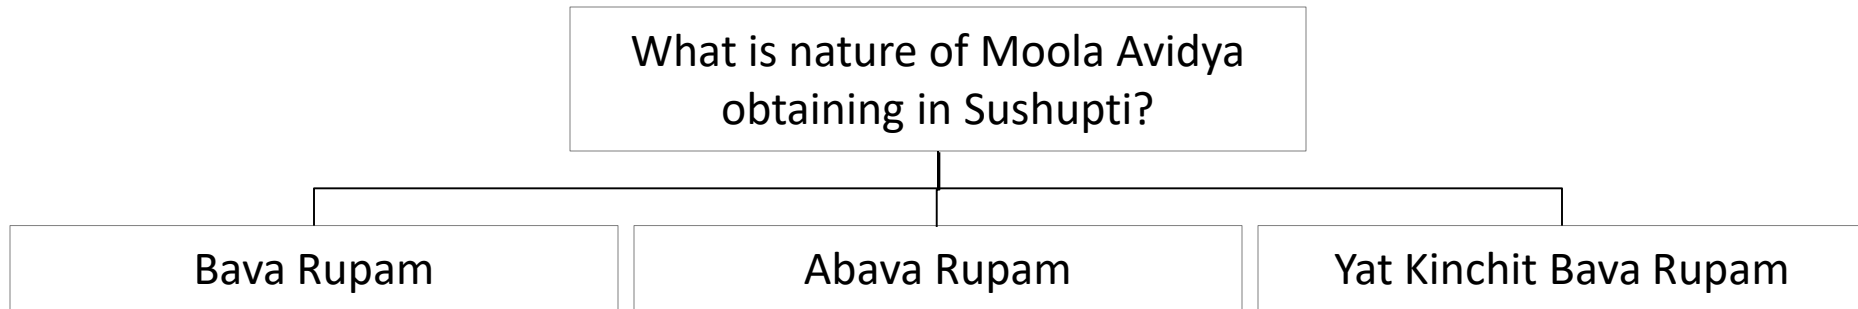 What is nature of Moola Avidya
obtaining in Sushupti?
Bava Rupam
Abava Rupam
Yat Kinchit Bava Rupam